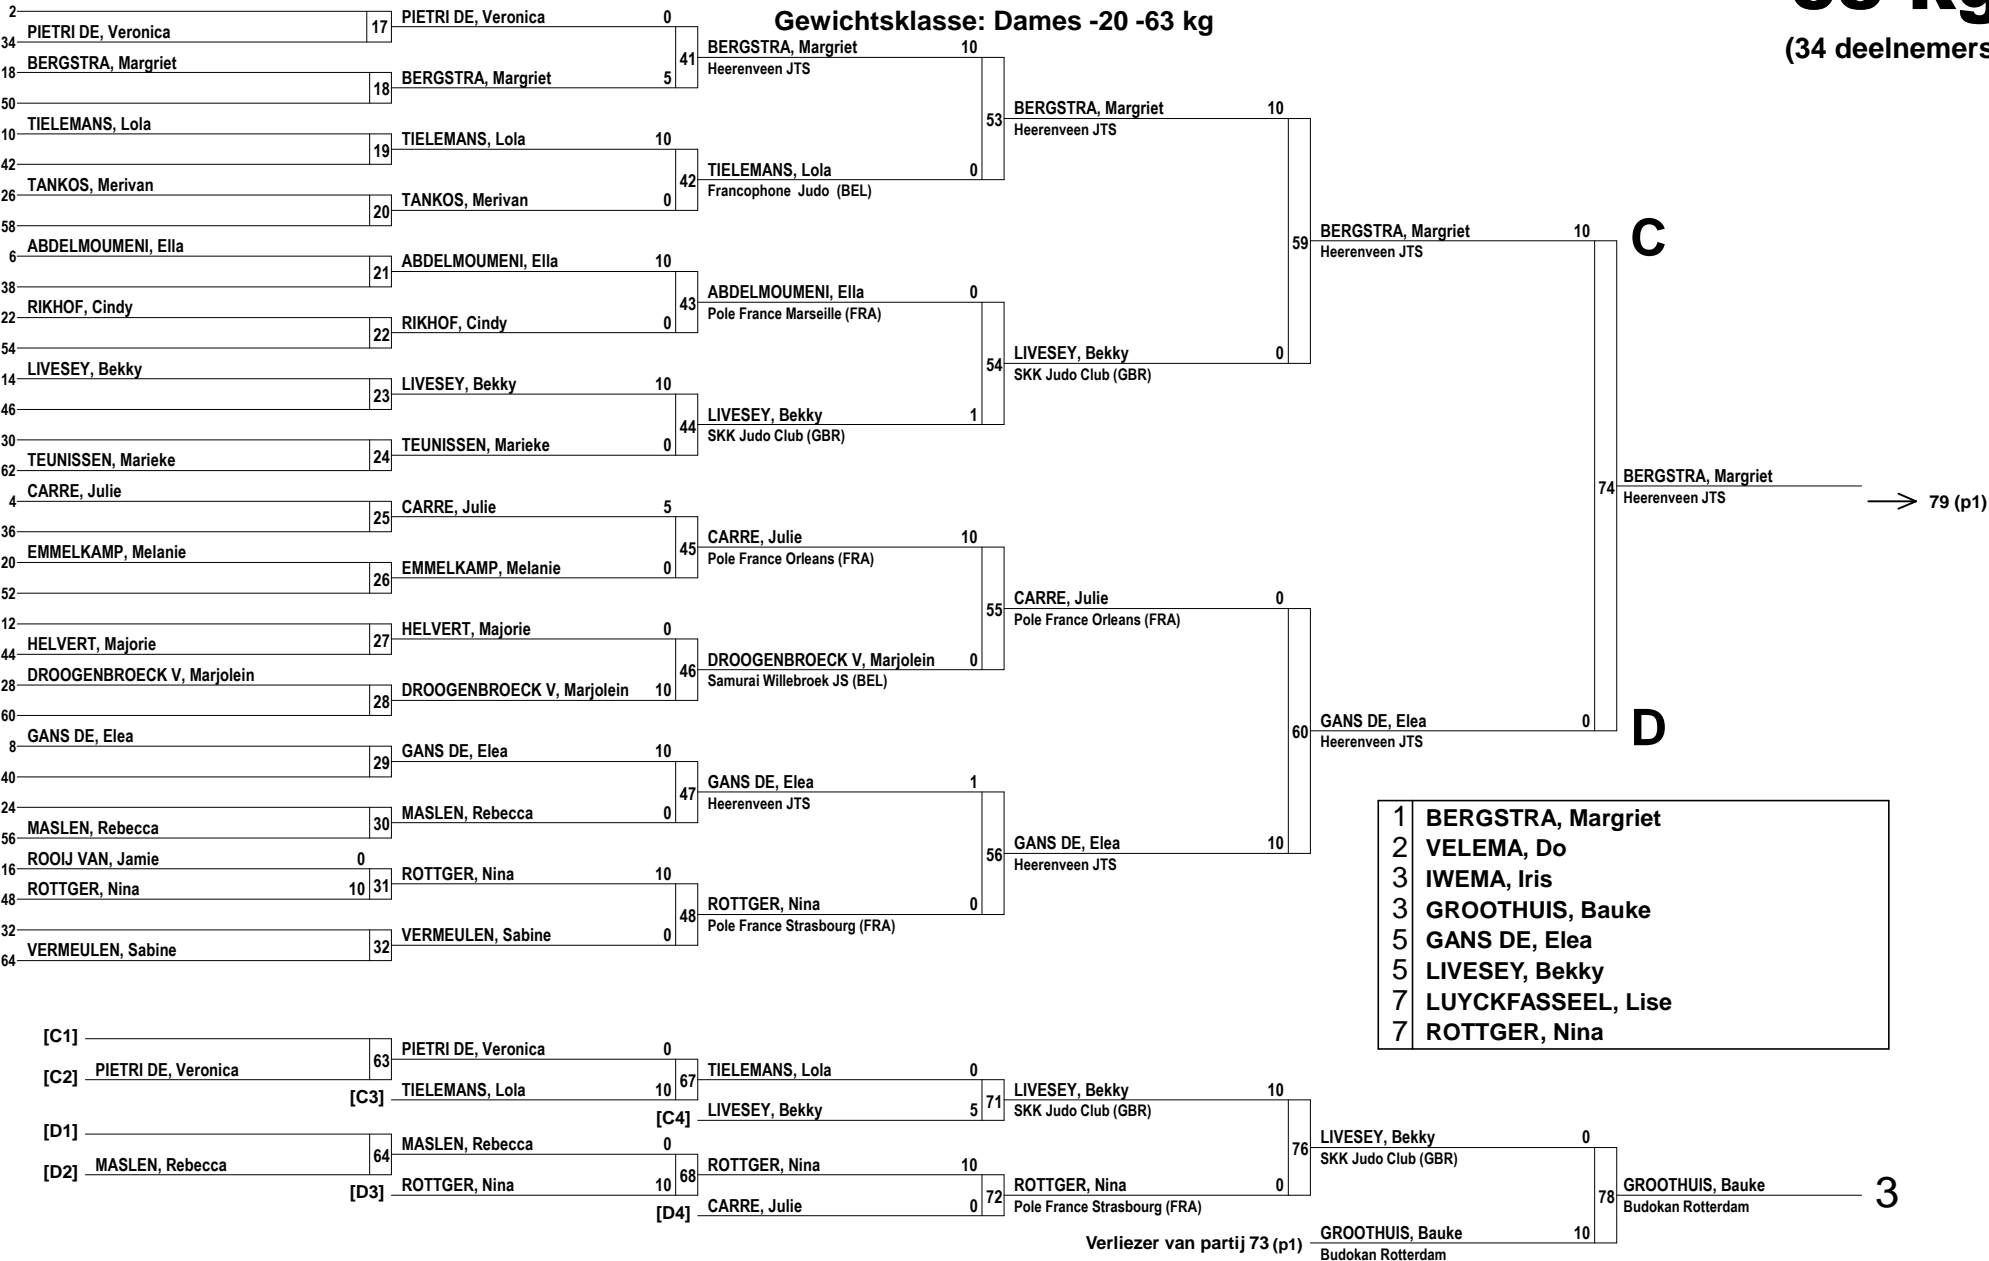 63 kg
(34 deelnemers
Gewichtsklasse: Dames -20 -63 kg
2
34 PIETRI DE, Veronica
17
18 BERGSTRA, Margriet
50
18
10 TIELEMANS, Lola
42
19
26 TANKOS, Merivan
58
20
6 ABDELMOUMENI, Ella
38
21
22 RIKHOF, Cindy
54
22
14 LIVESEY, Bekky
46
23
30
62 TEUNISSEN, Marieke
24
4 CARRE, Julie
36
25
20 EMMELKAMP, Melanie
52
26
12
44 HELVERT, Majorie
27
28 DROOGENBROECK V, Marjolein
60
28
8 GANS DE, Elea
40
29
24
56 MASLEN, Rebecca
30
16 ROOIJ VAN, Jamie 0
48 ROTTGER, Nina 10
31
32
64 VERMEULEN, Sabine
32
PIETRI DE, Veronica 0
BERGSTRA, Margriet 5
41
TIELEMANS, Lola 10
TANKOS, Merivan 0
42
ABDELMOUMENI, Ella 10
RIKHOF, Cindy 0
43
LIVESEY, Bekky 10
TEUNISSEN, Marieke 0
44
CARRE, Julie 5
EMMELKAMP, Melanie 0
45
HELVERT, Majorie 0
DROOGENBROECK V, Marjolein 10
46
GANS DE, Elea 10
MASLEN, Rebecca 0
47
ROTTGER, Nina 10
VERMEULEN, Sabine 0
48
BERGSTRA, Margriet 10
Heerenveen JTS
TIELEMANS, Lola 0
Francophone Judo (BEL)
53
ABDELMOUMENI, Ella 0
Pole France Marseille (FRA)
LIVESEY, Bekky 1
SKK Judo Club (GBR)
54
CARRE, Julie 10
Pole France Orleans (FRA)
DROOGENBROECK V, Marjolein 0
Samurai Willebroek JS (BEL)
55
GANS DE, Elea 1
Heerenveen JTS
ROTTGER, Nina 0
Pole France Strasbourg (FRA)
56
BERGSTRA, Margriet 10
Heerenveen JTS
LIVESEY, Bekky 0
SKK Judo Club (GBR)
59
CARRE, Julie 0
Pole France Orleans (FRA)
GANS DE, Elea 10
Heerenveen JTS
60
BERGSTRA, Margriet 10
Heerenveen JTS
C
GANS DE, Elea 0
Heerenveen JTS
D
74
BERGSTRA, Margriet
Heerenveen JTS
79 (p1)
1 BERGSTRA, Margriet
2 VELEMA, Do
3 IWEMA, Iris
3 GROOTHUIS, Bauke
5 GANS DE, Elea
5 LIVESEY, Bekky
7 LUYCKFASSEEL, Lise
7 ROTTGER, Nina
[C1]
[C2] PIETRI DE, Veronica
63
PIETRI DE, Veronica 0
[C3] TIELEMANS, Lola 10
67
TIELEMANS, Lola 0
[C4] LIVESEY, Bekky 5
71
[D1]
[D2] MASLEN, Rebecca
64
MASLEN, Rebecca 0
[D3] ROTTGER, Nina 10
68
ROTTGER, Nina 10
[D4] CARRE, Julie 0
72
LIVESEY, Bekky 10
SKK Judo Club (GBR)
ROTTGER, Nina 0
Pole France Strasbourg (FRA)
76
LIVESEY, Bekky 0
SKK Judo Club (GBR)
Verliezer van partij 73 (p1) GROOTHUIS, Bauke 10
Budokan Rotterdam
78
GROOTHUIS, Bauke
Budokan Rotterdam
3